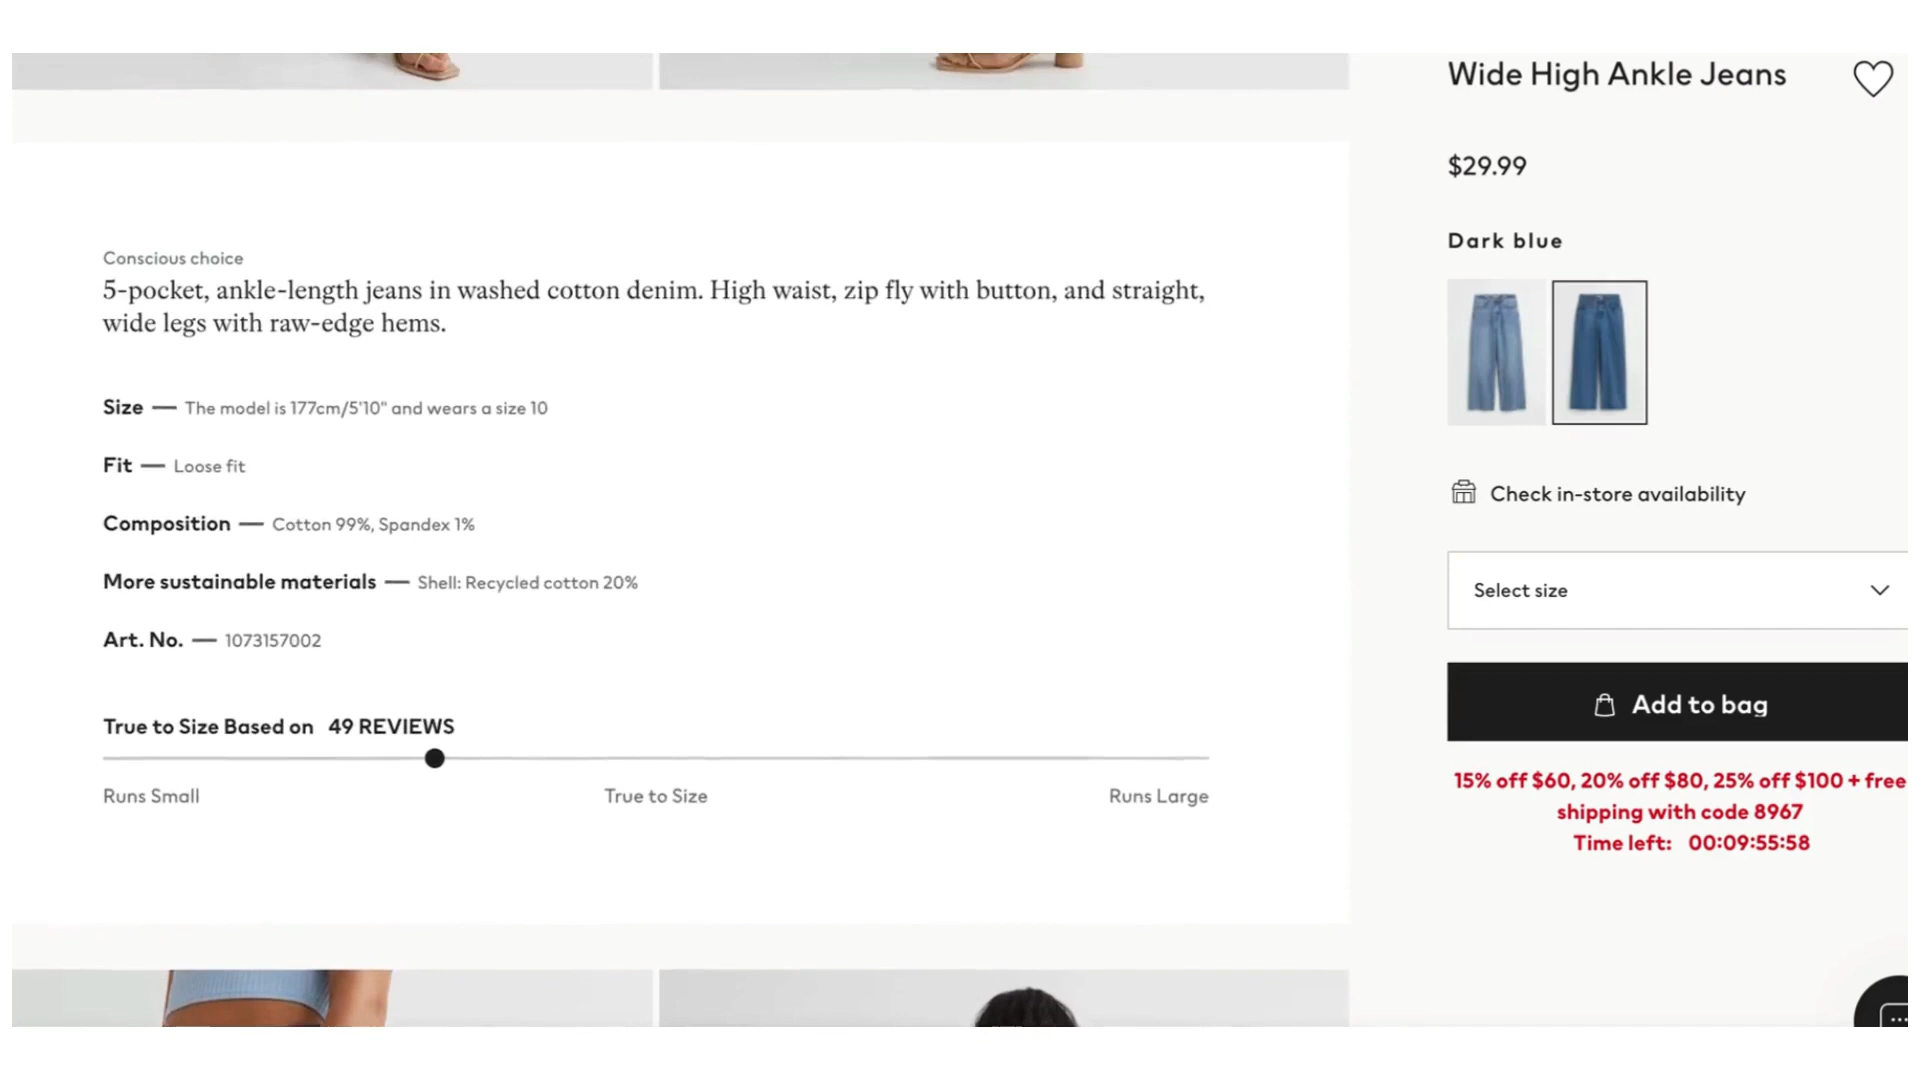 Wide High Ankle Jeans
$29.99
Dark blue
Conscious choice
5-pocket, ankle-length jeans in washed cotton denim. High waist, zip fly with button, and straight,
wide legs with raw-edge hems.
Size — The model is 177cm/5'10" and wears a size 10
Fit — Loose fit
Composition — Cotton 99%, Spandex 1%
More sustainable materials — Shell: Recycled cotton 20%
Art. No. — 1073157002
True to Size Based on 49 REVIEWS
Runs Small True to Size Runs Large
Check in-store availability
Select size
Add to bag
15% off $60, 20% off $80, 25% off $100 + free
shipping with code 8967
Time left: 00:09:55:58